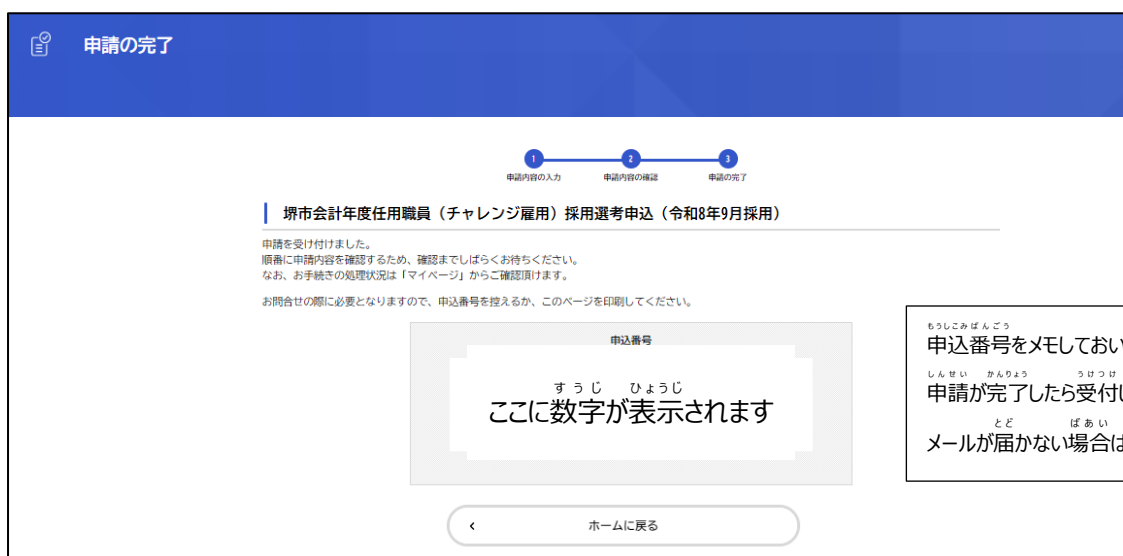 申請の完了
1 2 3
申請内容の入力 申請内容の確認 申請の完了
堺市会計年度任用職員（チャレンジ雇用）採用選考申込（令和8年9月採用）
申請を受け付けました。
順番に申請内容を確認するため、確認までしばらくお待ちください。
なお、お手続きの処理状況は「マイページ」からご確認頂けます。
お問合せの際に必要となりますので、申込番号を控えるか、このページを印刷してください。
申込番号
すうじ ひょうじ
ここに数字が表示されます
もうしこみばんごう
申込番号をメモしておい
しんせい かんりょう うけつけ
申請が完了したら受付し
とど ばあい
メールが届かない場合は
ホームに戻る